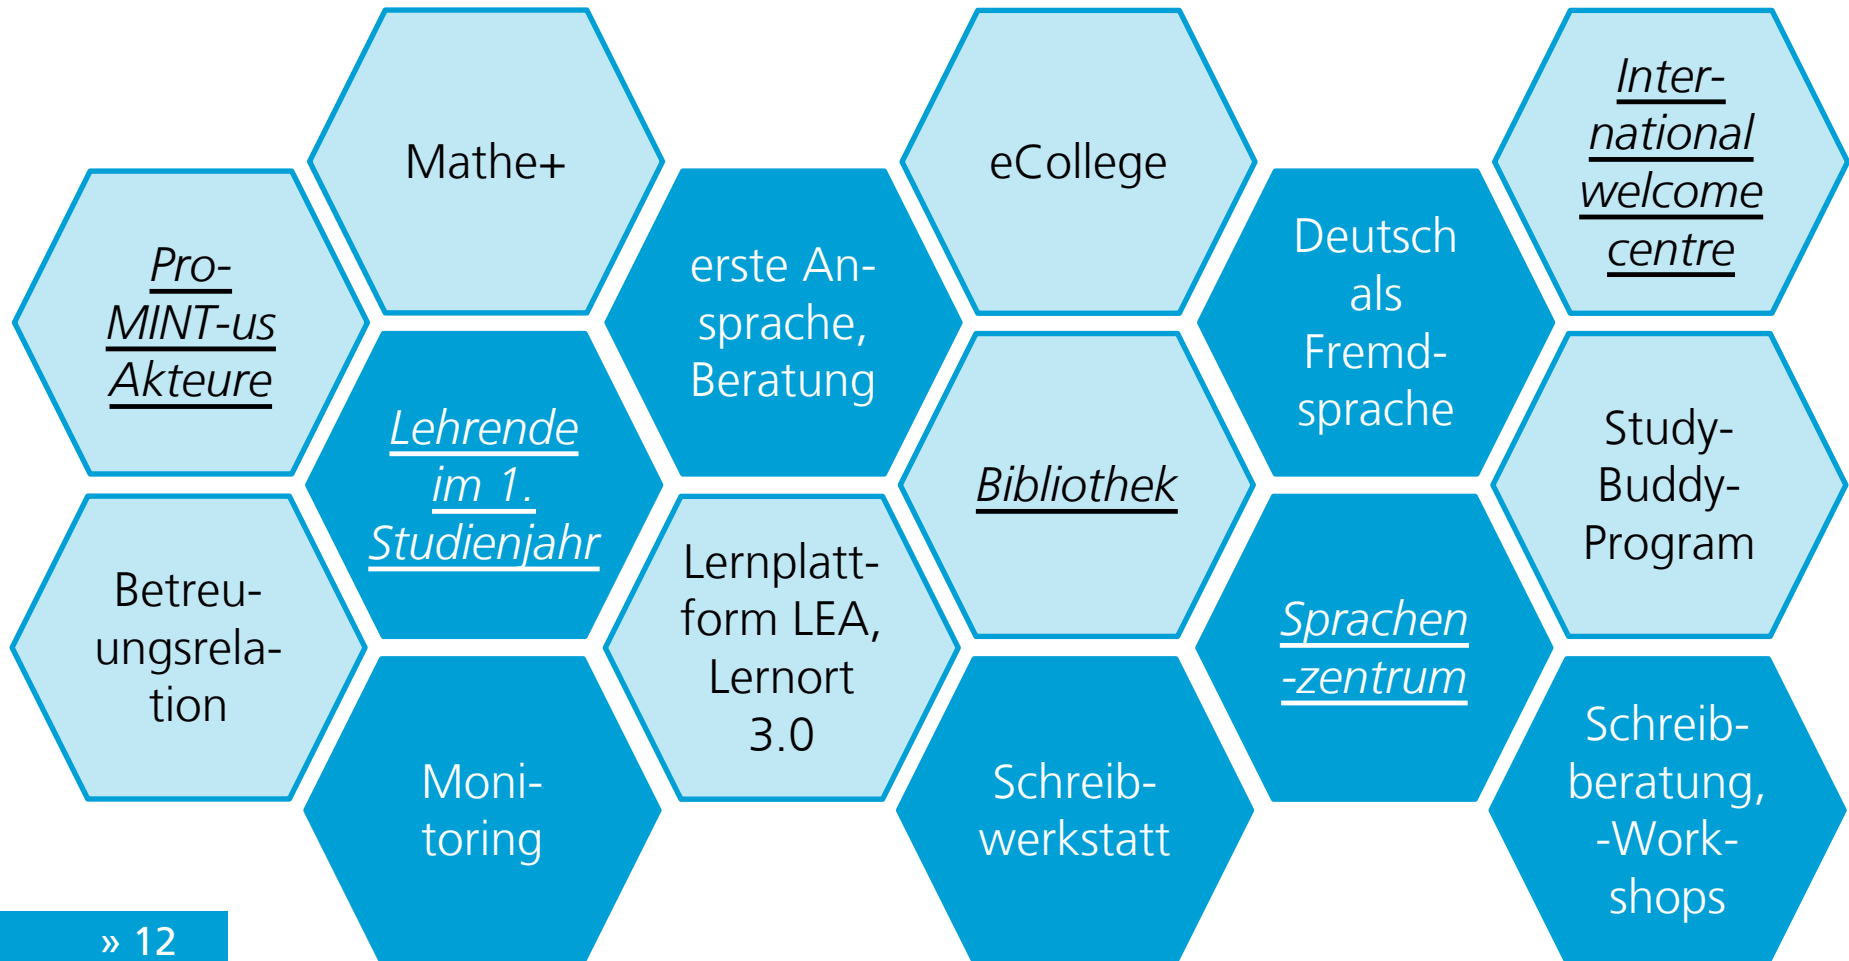 Mathe+
eCollege
Inter-
national
welcome
centre
Pro-
MINT-us
Akteure
erste An-
sprache,
Beratung
Deutsch
als
Fremd-
sprache
Lehrende
im 1.
Studienjahr
Bibliothek
Study-
Buddy-
Program
Betreu-
ungsrela-
tion
Lernplatt-
form LEA,
Lernort
3.0
Sprachen
-zentrum
Moni-
toring
Schreib-
werkstatt
Schreib-
beratung,
-Work-
shops
» 12